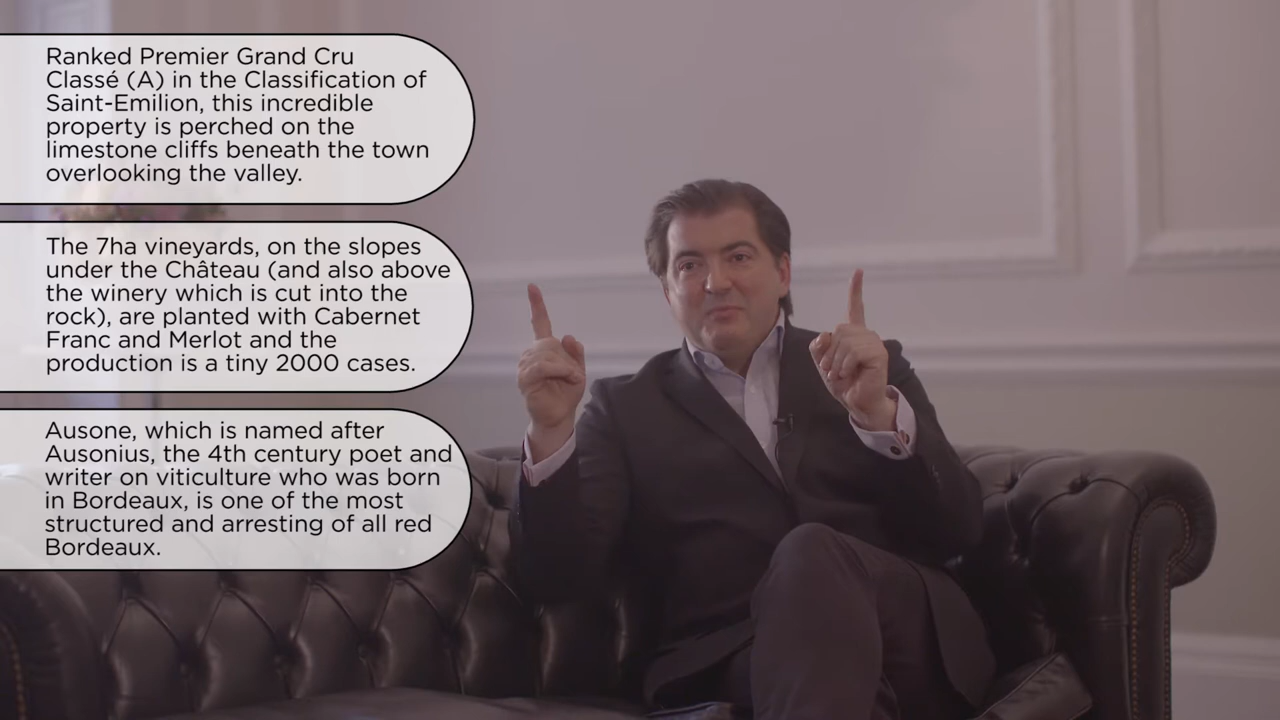 Ranked Premier Grand Cru
Classé (A) in the Classification of
Saint-Emilion, this incredible
property is perched on the
limestone cliffs beneath the town
overlooking the valley.
The 7ha vineyards, on the slopes
under the Château (and also above
the winery which is cut into the
rock), are planted with Cabernet
Franc and Merlot and the
production is a tiny 2000 cases.
Ausone, which is named after
Ausonius, the 4th century poet and
writer on viticulture who was born
in Bordeaux, is one of the most
structured and arresting of all red
Bordeaux.